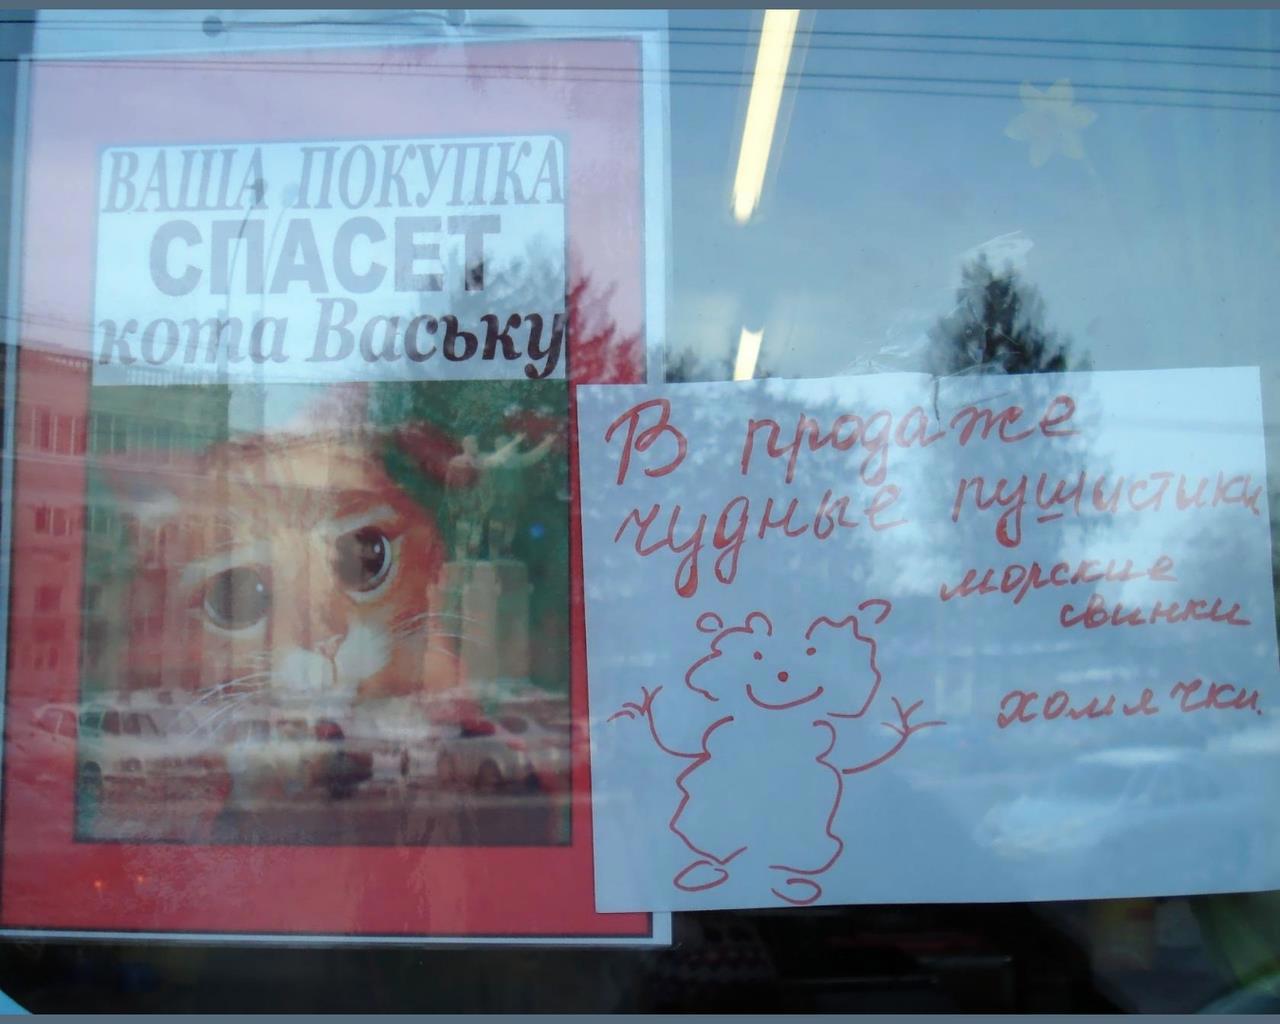 ВАША ПОКУПКА
СПАСЕТ
кота Ваську
В продаже
чудные пушистики
морские
свинки
хомячки.